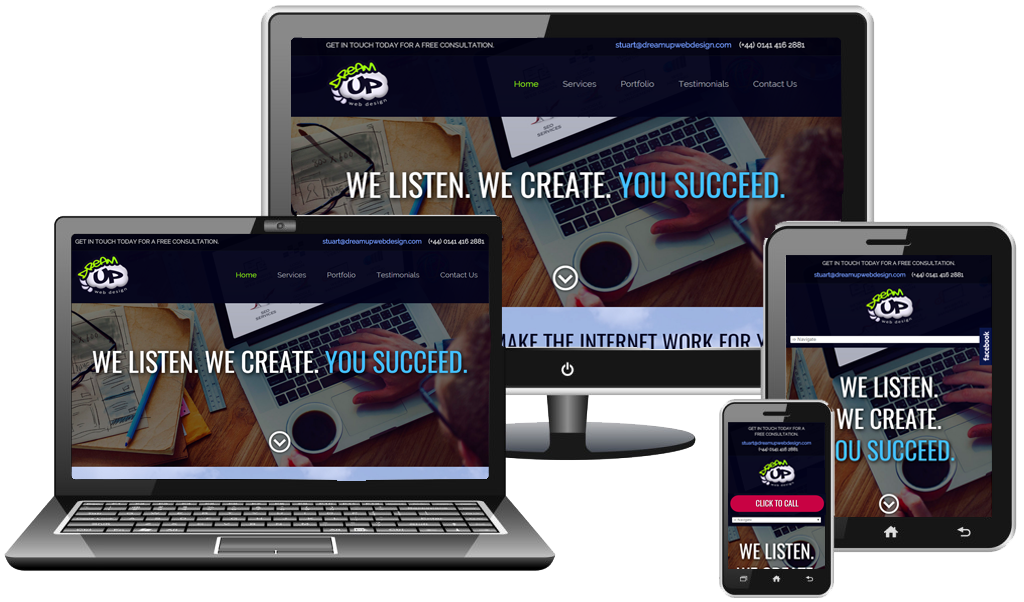 GET IN TOUCH TODAY FOR A FREE CONSULTATION. stuart@dreamupwebdesign.com (+44) 0141 416 2881
DREAM
UP
web design
Home Services Portfolio Testimonials Contact Us
SEO
SERVICES
WE LISTEN. WE CREATE. YOU SUCCEED.
MAKE THE INTERNET WORK FOR
GET IN TOUCH TODAY FOR A FREE CONSULTATION. stuart@dreamupwebdesign.com (+44) 0141 416 2881
DREAM
UP
web design
Home Services Portfolio Testimonials Contact Us
SEO
SERVICES
WE LISTEN. WE CREATE. YOU SUCCEED.
GET IN TOUCH TODAY FOR A FREE CONSULTATION.
stuart@dreamupwebdesign.com (+44) 0141 416 2881
DREAM
UP
web design
Navigate
facebook
WE LISTEN.
WE CREATE.
YOU SUCCEED.
GET IN TOUCH TODAY FOR A
FREE CONSULTATION.
stuart@dreamupwebdesign.com
(+44) 0141 416 2881
DREAM
UP
web design
CLICK TO CALL
Navigate
WE LISTEN.
WE CREATE.